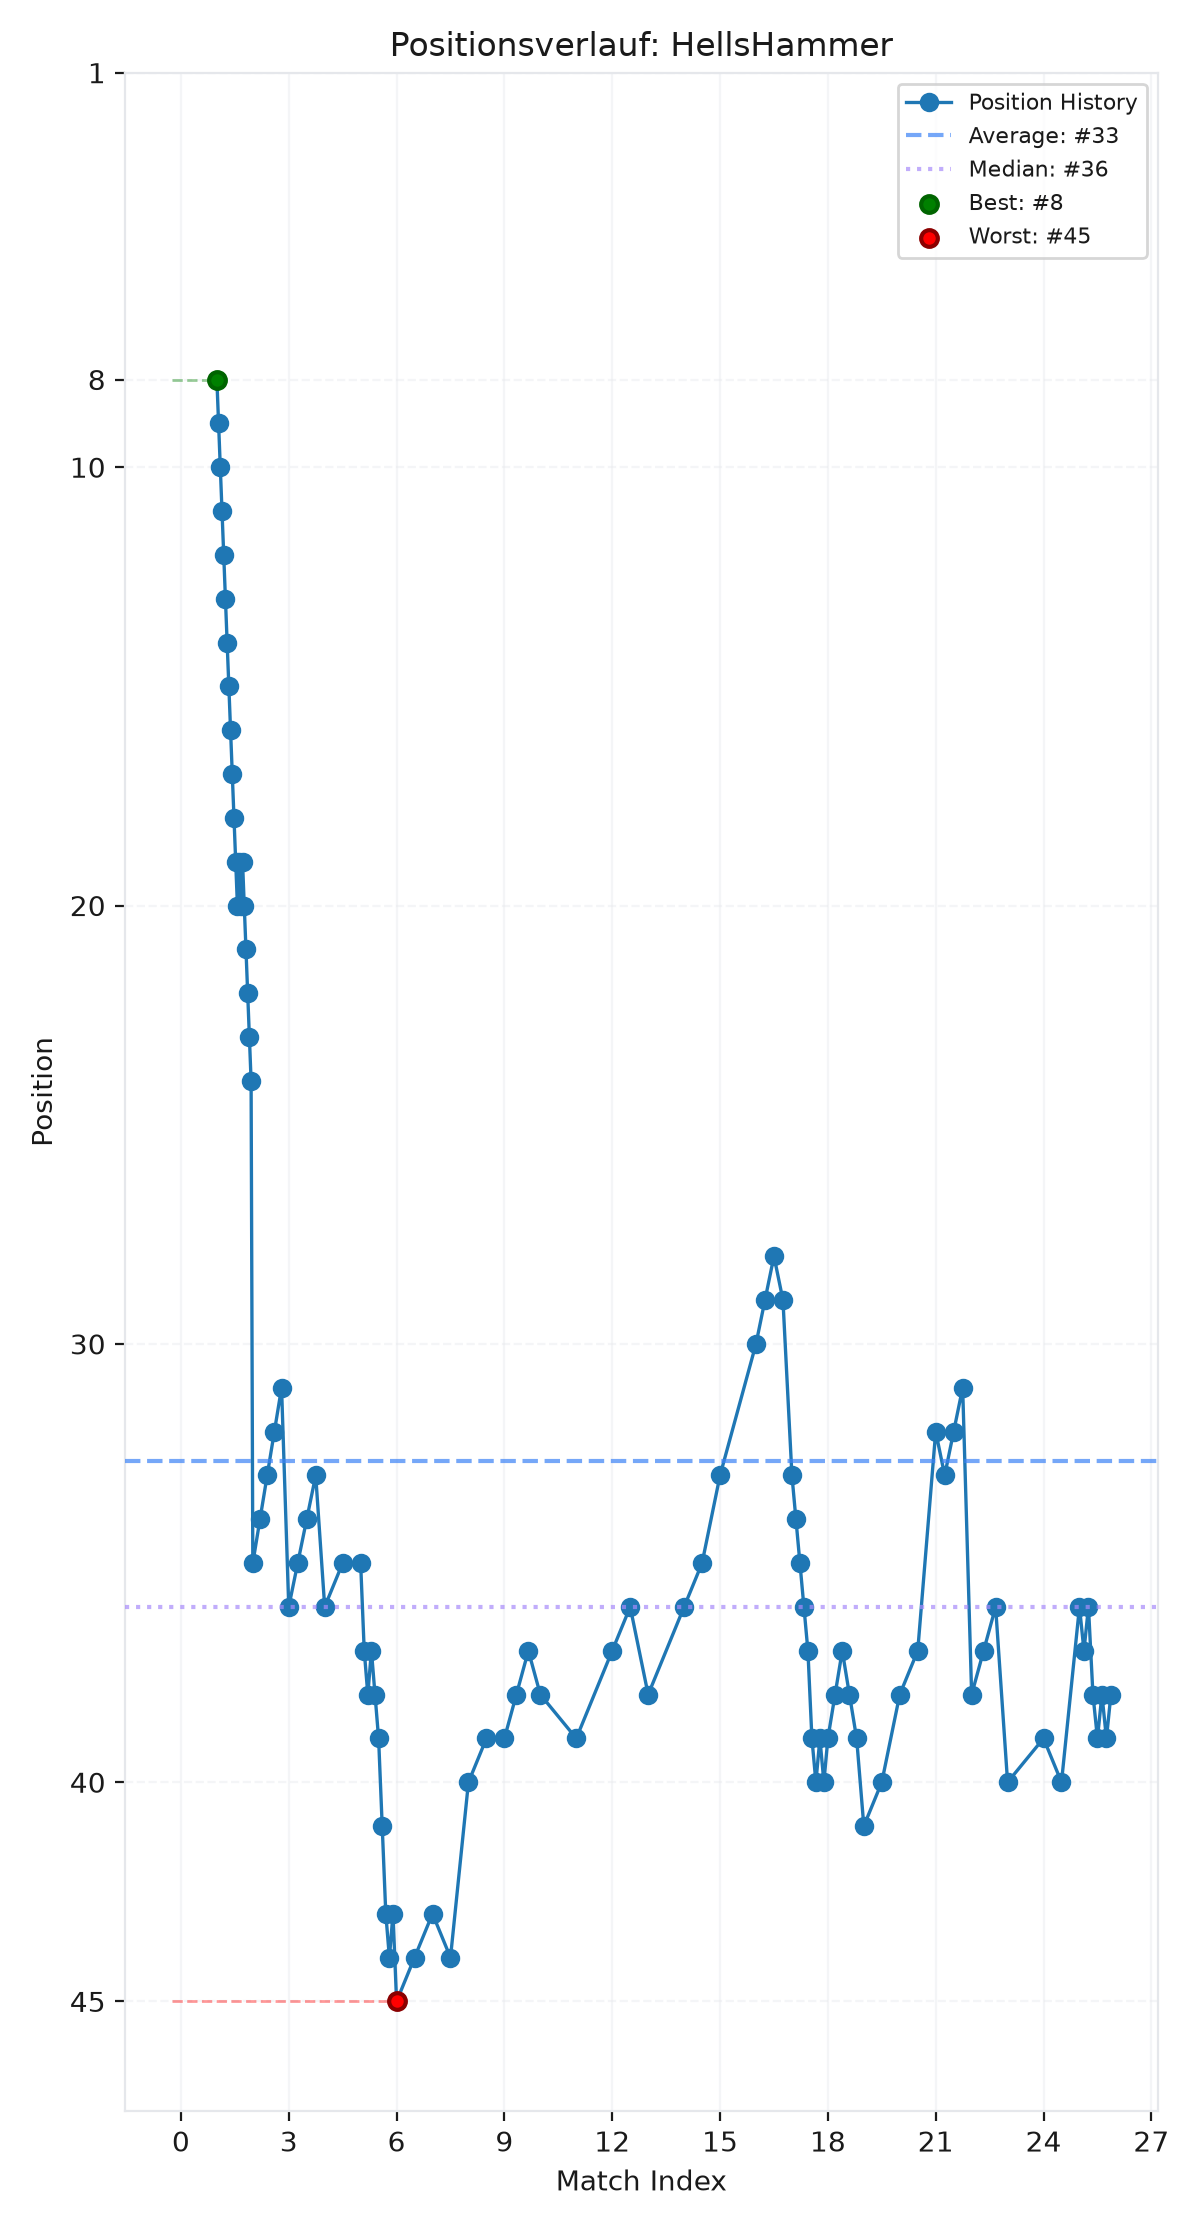 Positionsverlauf: HellsHammer
Position History
Average: #33
Median: #36
Best: #8
Worst: #45
1
8
10
20
30
40
45
Position
0 3 6 9 12 15 18 21 24 27
Match Index